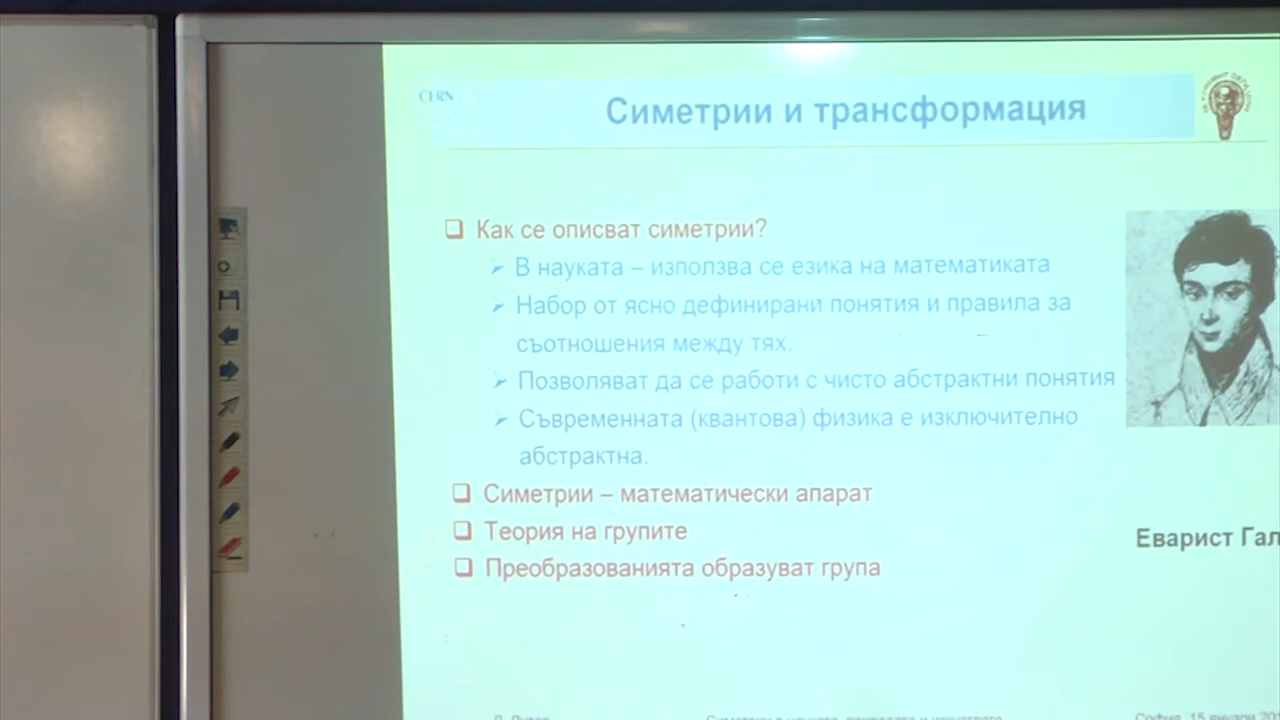 CERN
Симетрии и трансформация
Как се описват симетрии?
В науката – използва се езика на математиката
Набор от ясно дефинирани понятия и правила за
съотношения между тях.
Позволяват да се работи с чисто абстрактни понятия
Съвременната (квантова) физика е изключително
абстрактна.
Симетрии – математически апарат
Теория на групите
Еварист Гал
Преобразованията образуват група